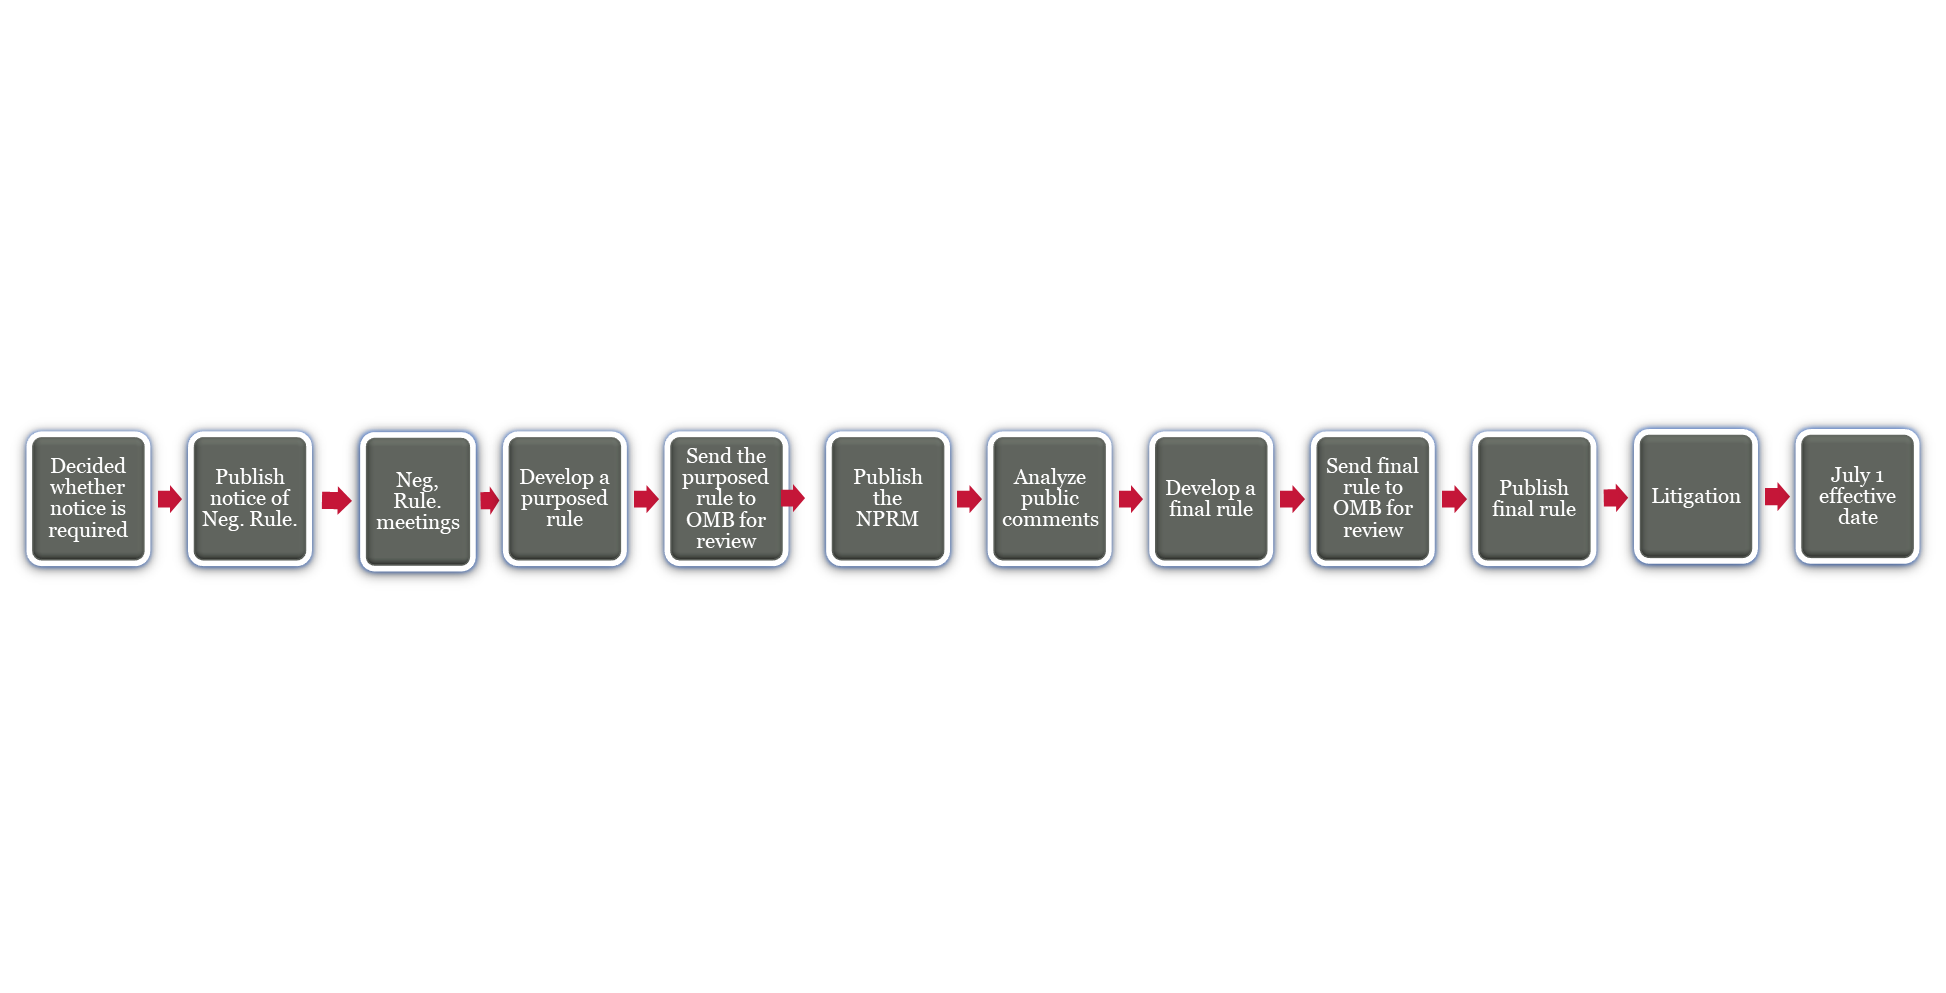 Decided
whether
notice is
required
Publish
notice of
Neg. Rule.
Neg,
Rule.
meetings
Develop a
purposed
rule
Send the
purposed
rule to
OMB for
review
Publish
the
NPRM
Analyze
public
comments
Develop a
final rule
Send final
rule to
OMB for
review
Publish
final rule
Litigation
July 1
effective
date